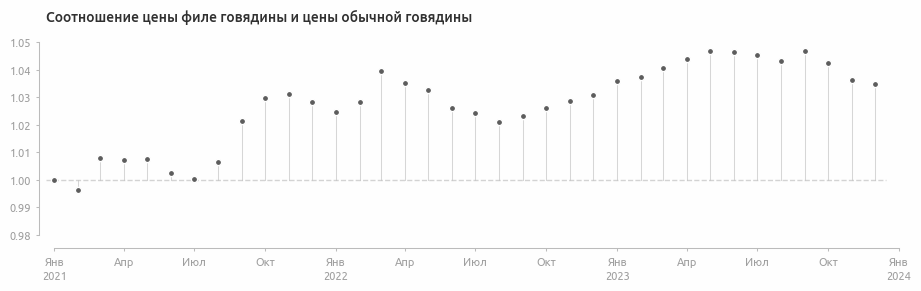 Соотношение цены филе говядины и цены обычной говядины
1.05
1.04
1.03
1.02
1.01
1.00
0.99
0.98
Янв Апр Июл Окт Янв Апр Июл Окт Янв Апр Июл Окт Янв
2021 2022 2023 2024